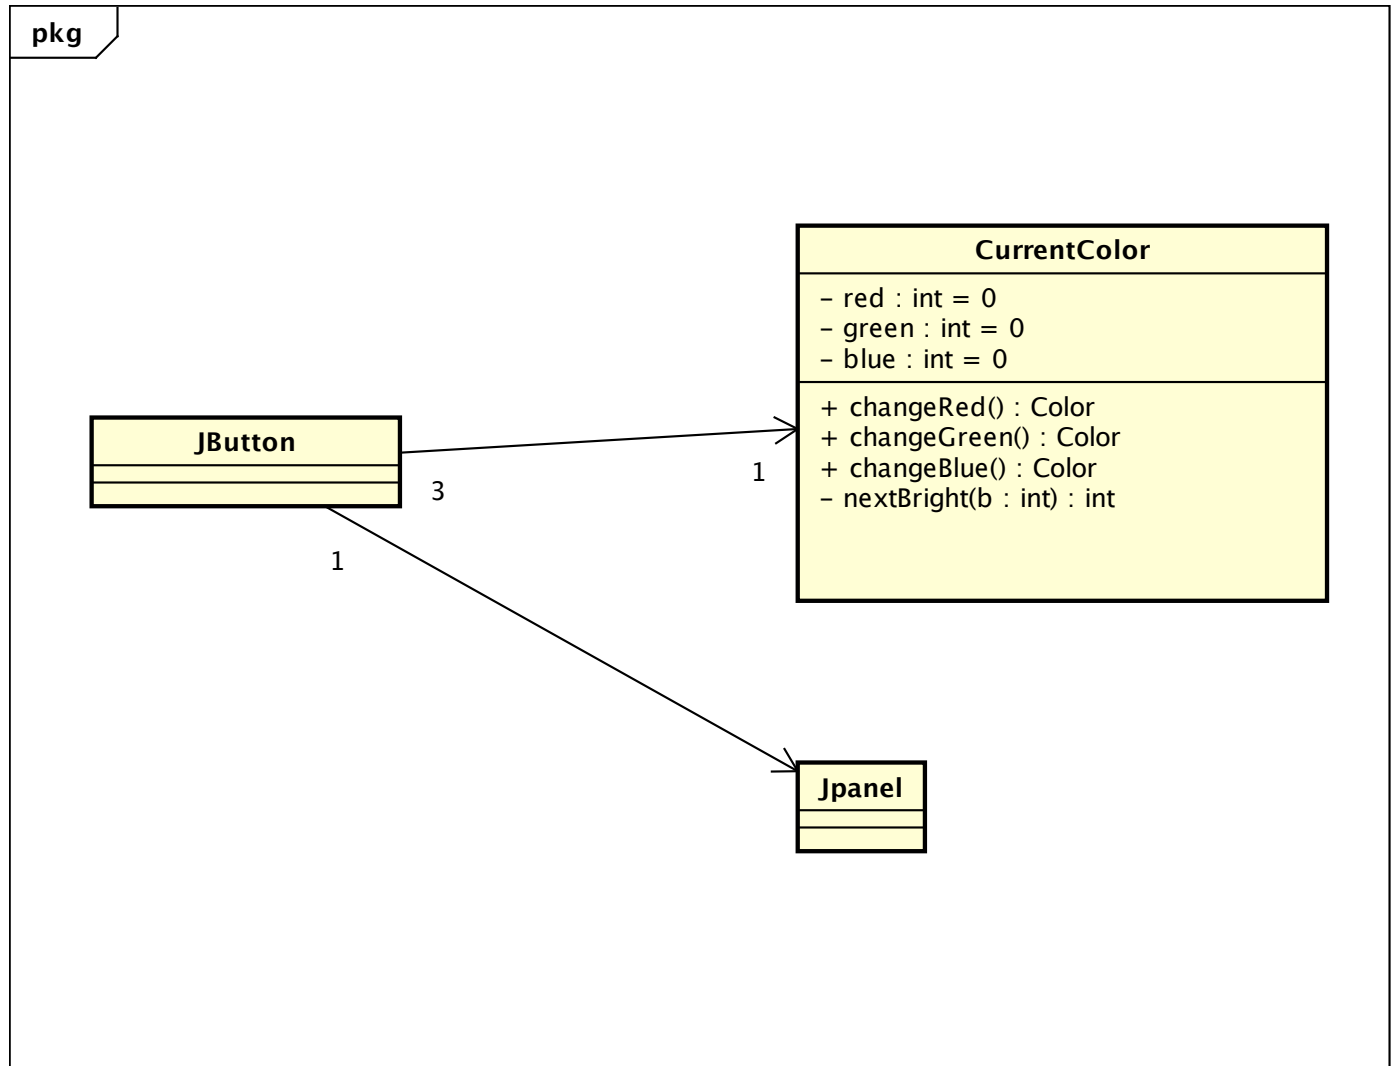 pkg
CurrentColor
– red : int = 0
– green : int = 0
– blue : int = 0
+ changeRed() : Color
+ changeGreen() : Color
+ changeBlue() : Color
– nextBright(b : int) : int
JButton
3
1
1
Jpanel